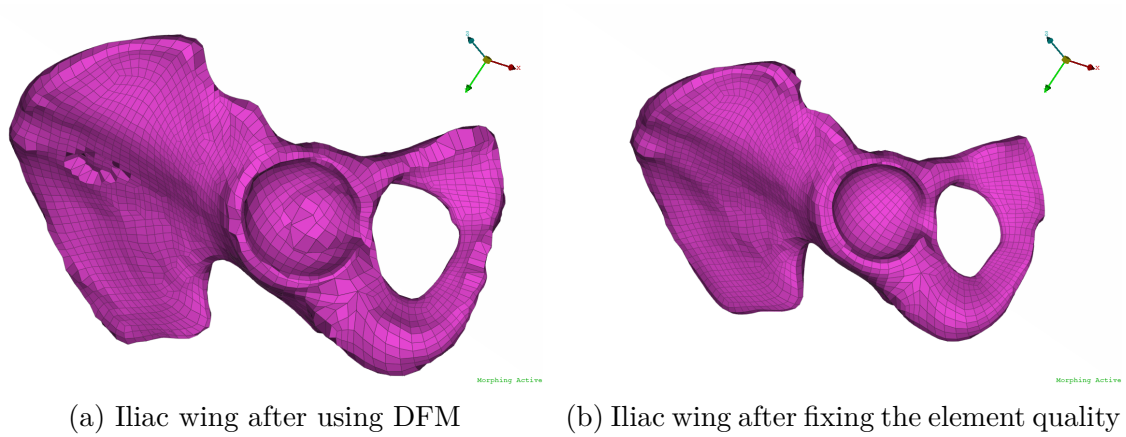 x
x
Morphing Active
Morphing Active
(a) Iliac wing after using DFM
(b) Iliac wing after fixing the element quality